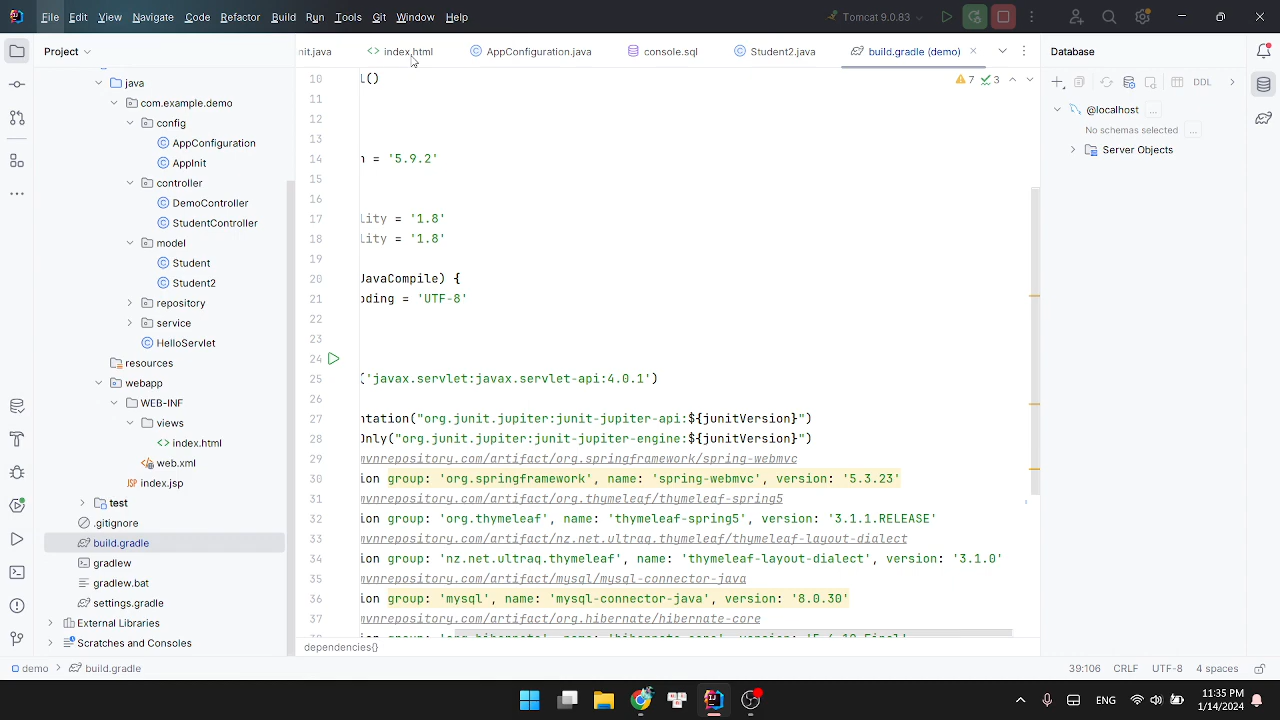 File Edit View Navigate Code Refactor Build Run Tools Git Window Help
Tomcat 9.0.83
Project
nit.java index.html AppConfiguration.java console.sql Student2.java build.gradle (demo)
Database
DDL
java
com.example.demo
config
AppConfiguration
AppInit
controller
DemoController
StudentController
model
Student
Student2
repository
service
HelloServlet
resources
webapp
WEB-INF
views
index.html
web.xml
index.jsp
test
.gitignore
build.gradle
gradlew
gradlew.bat
settings.gradle
External Libraries
Scratches and Consoles
7 3
10 l()
11
12
13
14 n = '5.9.2'
15
16
17 lity = '1.8'
18 lity = '1.8'
19
20 JavaCompile) {
21 oding = 'UTF-8'
22
23
24
25 ('javax.servlet:javax.servlet-api:4.0.1')
26
27 ntation("org.junit.jupiter:junit-jupiter-api:${junitVersion}")
28 Only("org.junit.jupiter:junit-jupiter-engine:${junitVersion}")
29 mvnrepository.com/artifact/org.springframework/spring-webmvc
30 ion group: 'org.springframework', name: 'spring-webmvc', version: '5.3.23'
31 mvnrepository.com/artifact/org.thymeleaf/thymeleaf-spring5
32 ion group: 'org.thymeleaf', name: 'thymeleaf-spring5', version: '3.1.1.RELEASE'
33 mvnrepository.com/artifact/nz.net.ultraq.thymeleaf/thymeleaf-layout-dialect
34 ion group: 'nz.net.ultraq.thymeleaf', name: 'thymeleaf-layout-dialect', version: '3.1.0'
35 mvnrepository.com/artifact/mysql/mysql-connector-java
36 ion group: 'mysql', name: 'mysql-connector-java', version: '8.0.30'
37 mvnrepository.com/artifact/org.hibernate/hibernate-core
dependencies{}
@localhost ...
No schemas selected ...
Server Objects
demo > build.gradle
39:106 CRLF UTF-8 4 spaces
ENG
11:35 PM
1/14/2024